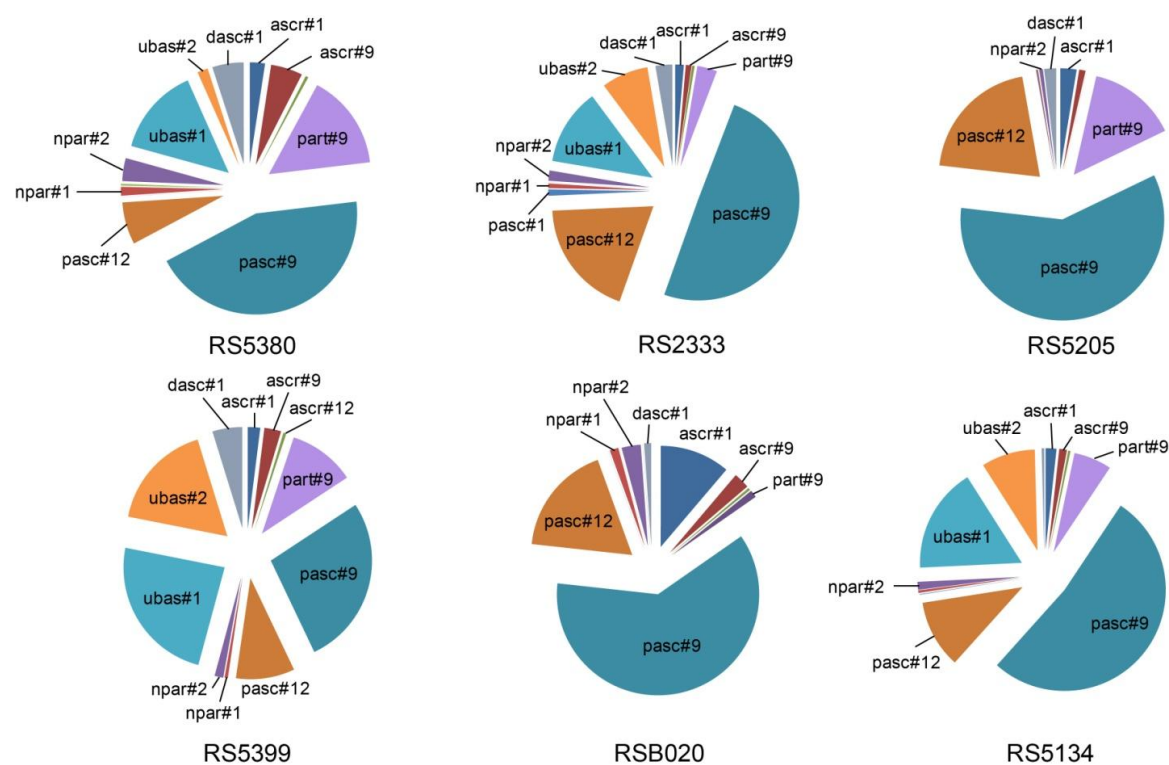 ubas#2
dasc#1
ascr#1
ascr#9
part#9
ubas#1
npar#2
npar#1
pasc#12
pasc#9
RS5380
dasc#1
ascr#1
ascr#9
ubas#2
part#9
npar#2
ubas#1
npar#1
pasc#1
pasc#12
pasc#9
RS2333
dasc#1
npar#2
ascr#1
pasc#12
part#9
pasc#9
RS5205
dasc#1
ascr#1
ascr#9
ascr#12
ubas#2
part#9
pasc#9
ubas#1
npar#2
npar#1
pasc#12
RS5399
npar#2
npar#1
dasc#1
ascr#1
ascr#9
part#9
pasc#12
pasc#9
RSB020
ascr#1
ubas#2
ascr#9
part#9
ubas#1
npar#2
pasc#12
pasc#9
RS5134